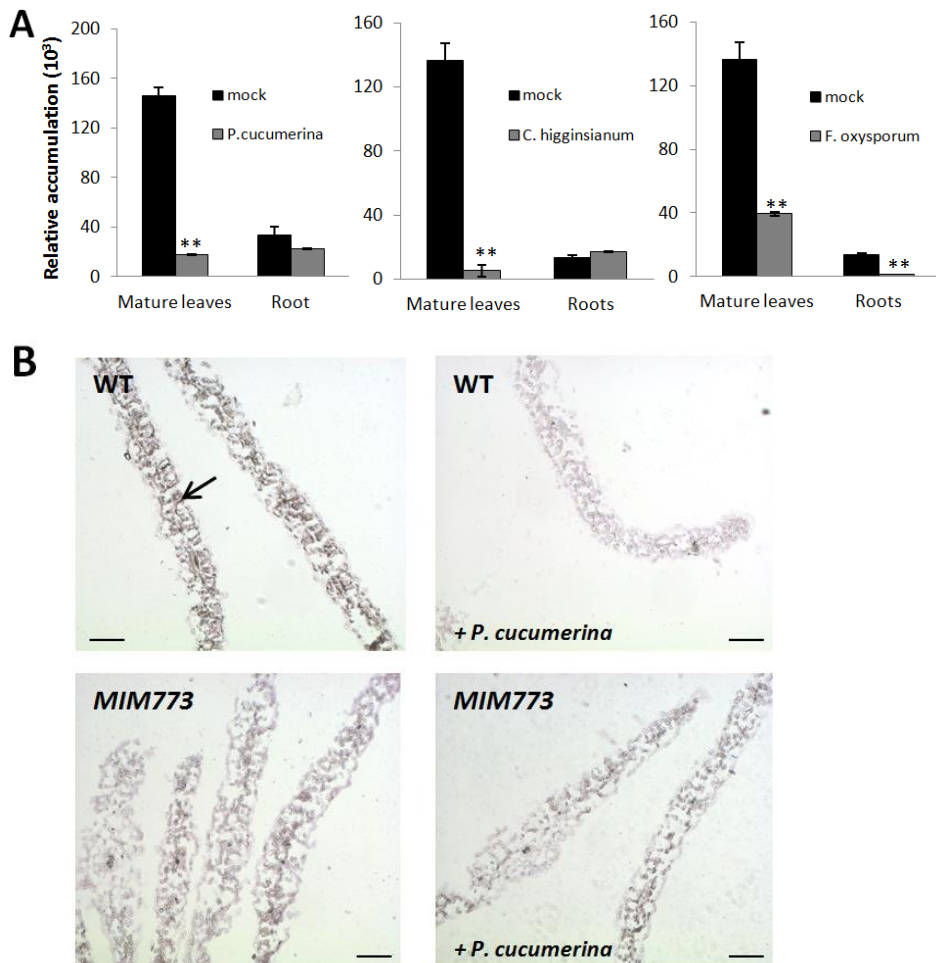 A
Relative accumulation (10³)
200
160
120
80
40
0
mock
P.cucumerina
Mature leaves
Root
160
120
80
40
0
mock
C. higginsianum
**
Mature leaves
Roots
160
120
80
40
0
mock
F. oxysporum
**
**
Mature leaves
Roots
**
B
WT
WT
+ P. cucumerina
MIM773
MIM773
+ P. cucumerina